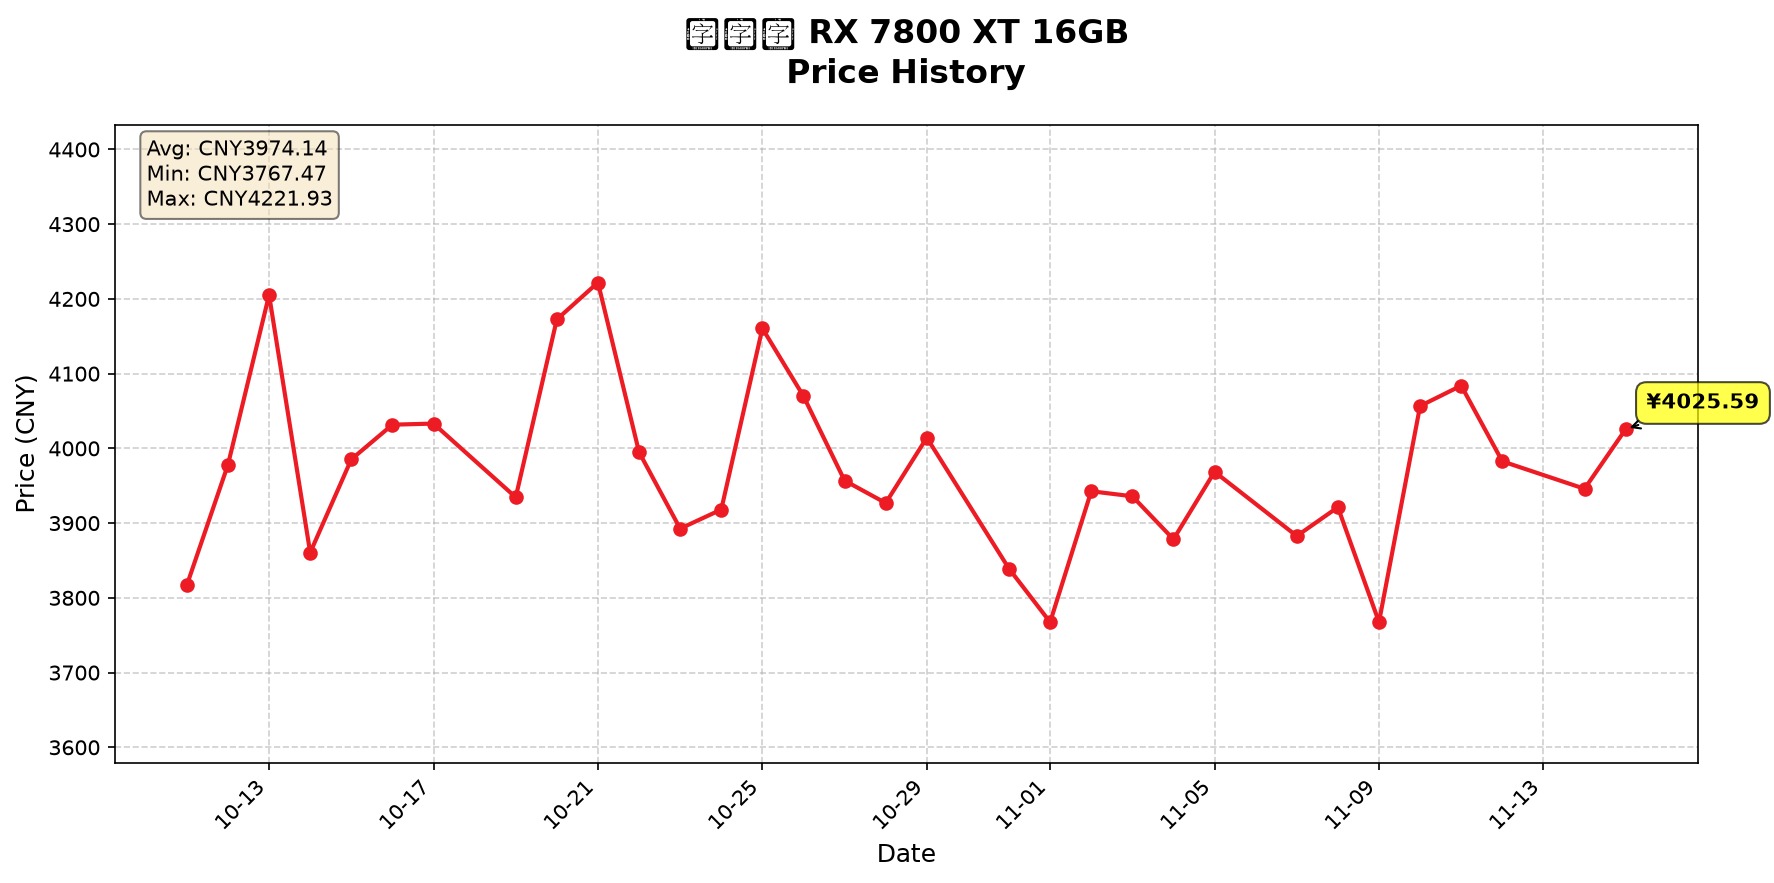 RX 7800 XT 16GB
Price History
Avg: CNY3974.14
Min: CNY3767.47
Max: CNY4221.93
Price (CNY)
4400
4300
4200
4100
4000
3900
3800
3700
3600
¥4025.59
10-13
10-17
10-21
10-25
10-29
11-01
11-05
11-09
11-13
Date